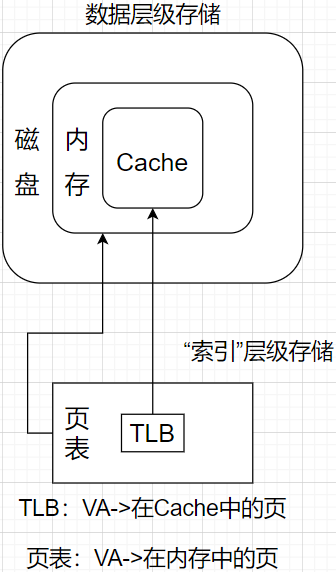 数据层级存储
磁盘
内存
Cache
“索引”层级存储
页表
TLB
TLB：VA->在Cache中的页
页表：VA->在内存中的页